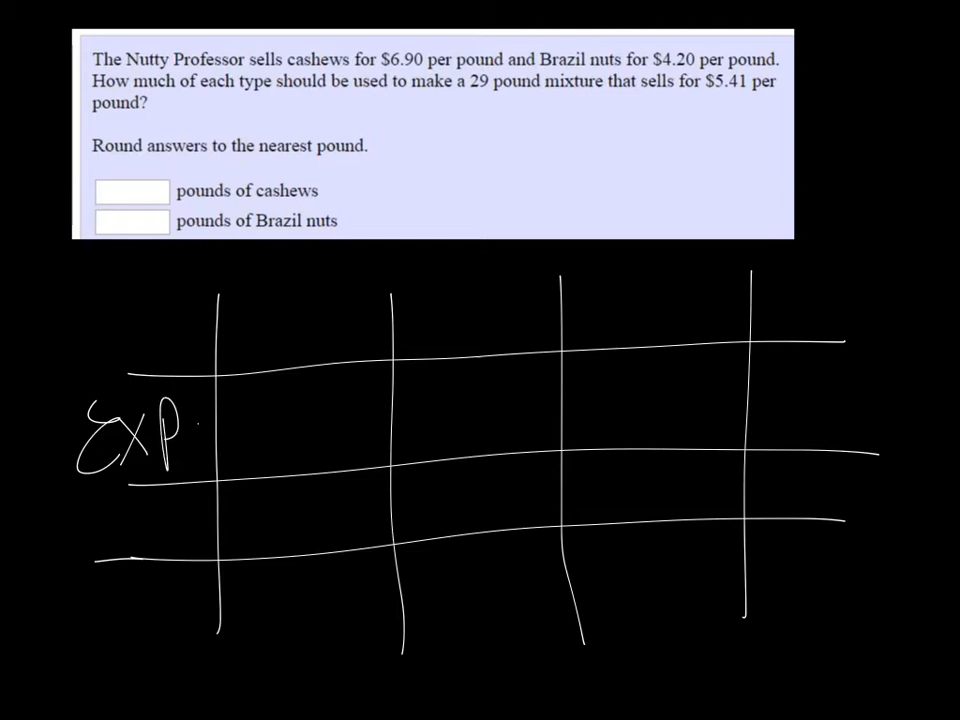 The Nutty Professor sells cashews for $6.90 per pound and Brazil nuts for $4.20 per pound.
How much of each type should be used to make a 29 pound mixture that sells for $5.41 per
pound?
Round answers to the nearest pound.
pounds of cashews
pounds of Brazil nuts
EXP